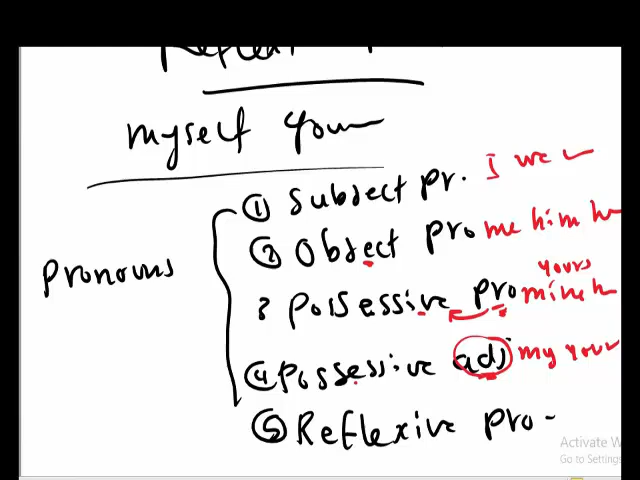 myself your
① Subject pr. I we
② Object pro me him h
yours
Pronouns
3 Possessive pro mine h
④ Possessive adj my your
⑤ Reflexive pro -
Activate W
Go to Settings